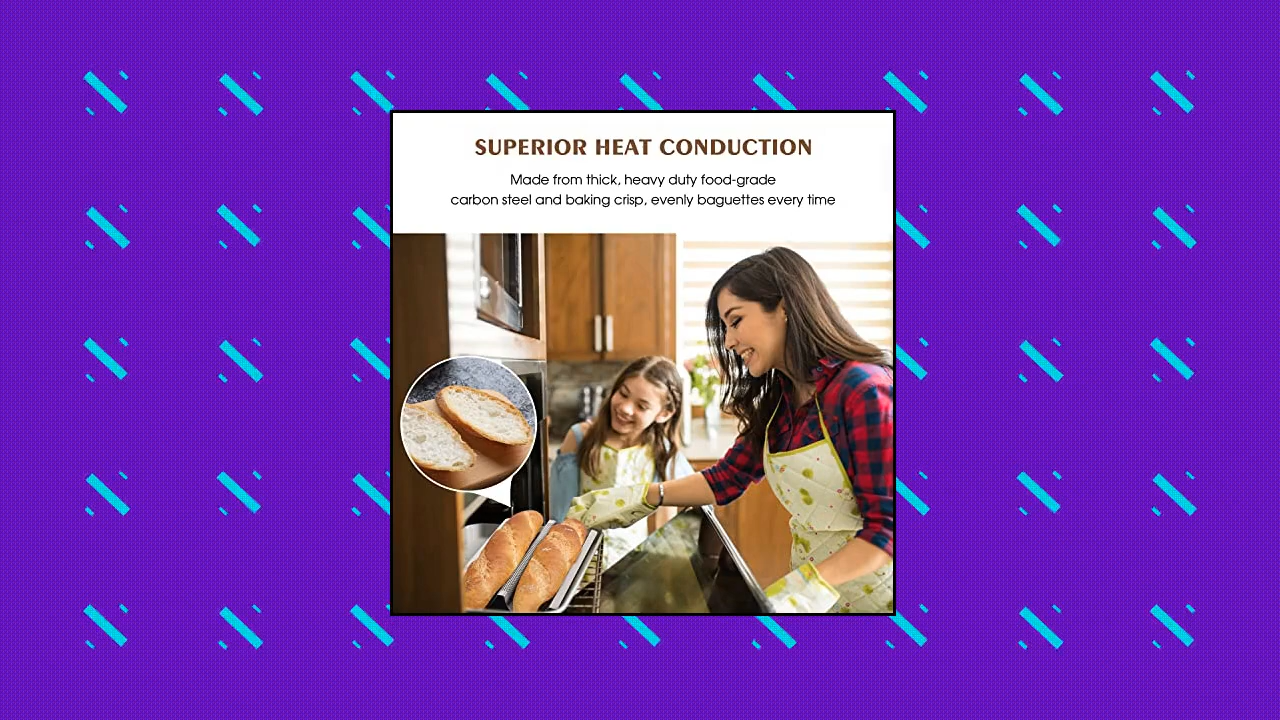 SUPERIOR HEAT CONDUCTION
Made from thick, heavy duty food-grade
carbon steel and baking crisp, evenly baguettes every time